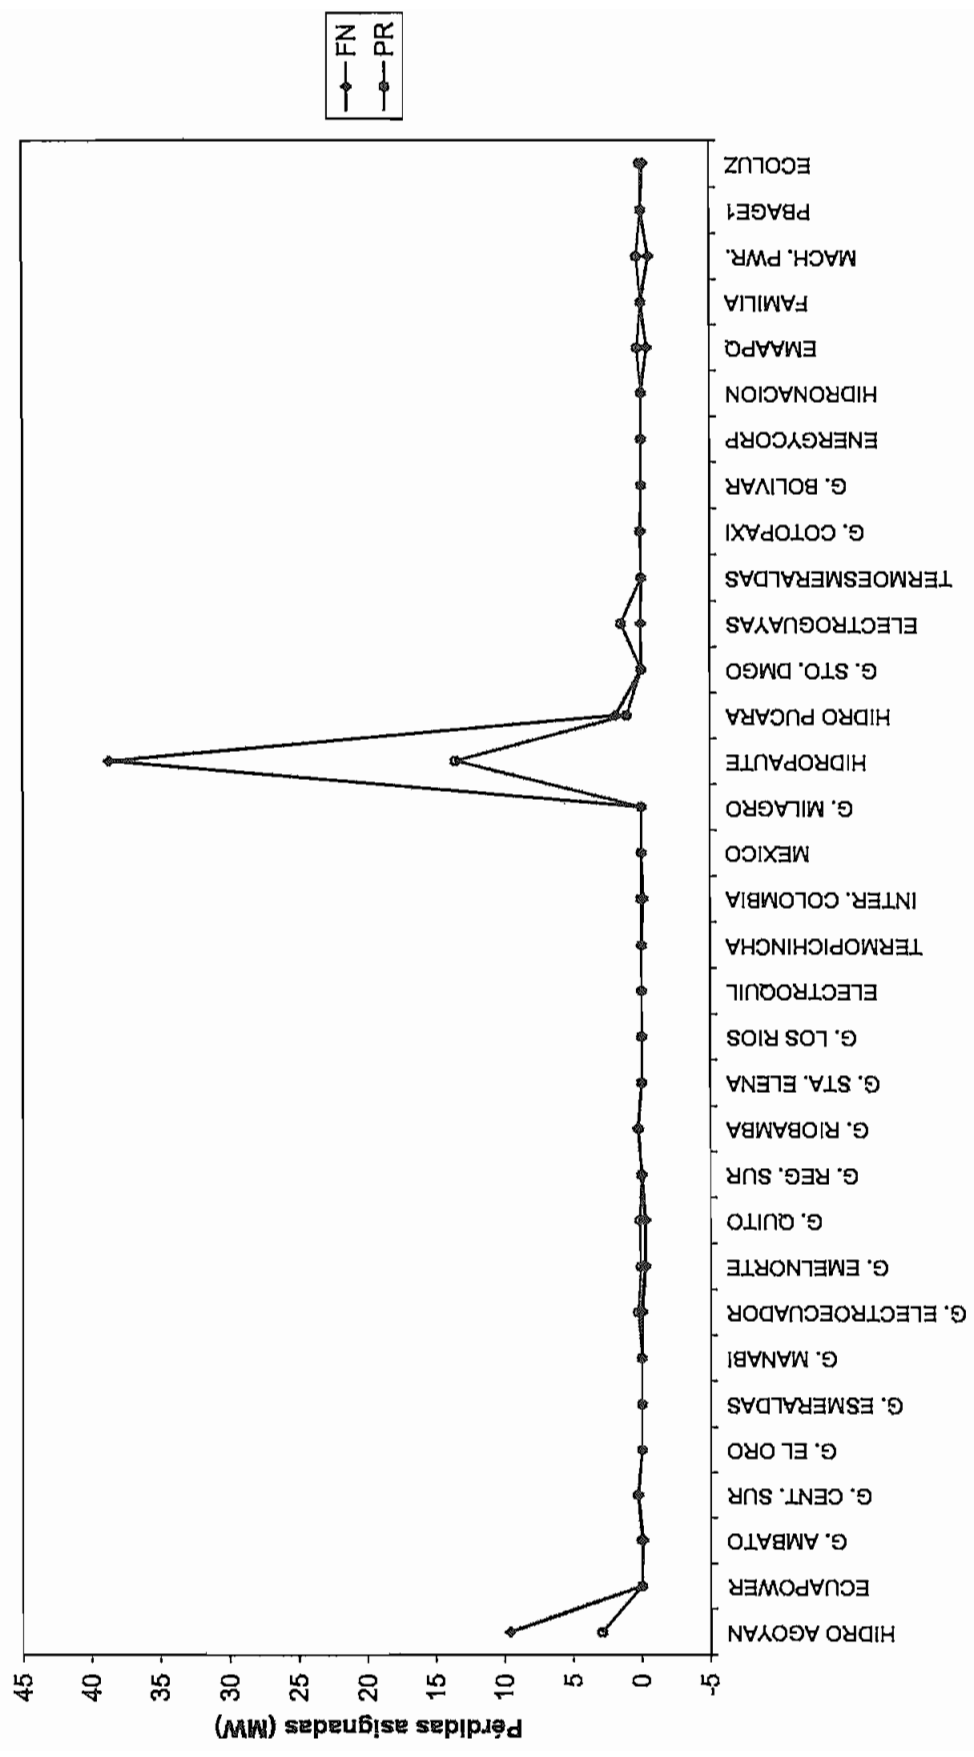 FN
PR
Pérdidas asignadas (MW)
45
40
35
30
25
20
15
10
5
0
-5
HIDRO AGOYAN
ECUAPOWER
G. AMBATO
G. CENT. SUR
G. EL ORO
G. ESMERALDAS
G. MANABI
G. ELECTROECUADOR
G. EMELNORTE
G. QUITO
G. REG. SUR
G. RIOBAMBA
G. STA. ELENA
G. LOS RIOS
ELECTROQUIL
TERMOPICHINCHA
INTER. COLOMBIA
MEXICO
G. MILAGRO
HIDROPAUTE
HIDRO PUCARA
G. STO. DMGO
ELECTROGUAYAS
TERMOESMERALDAS
G. COTOPAXI
G. BOLIVAR
ENERGYCORP
HIDRONACION
EMAAPQ
FAMILIA
MACH. PWR.
PBAGE1
ECOLUZ